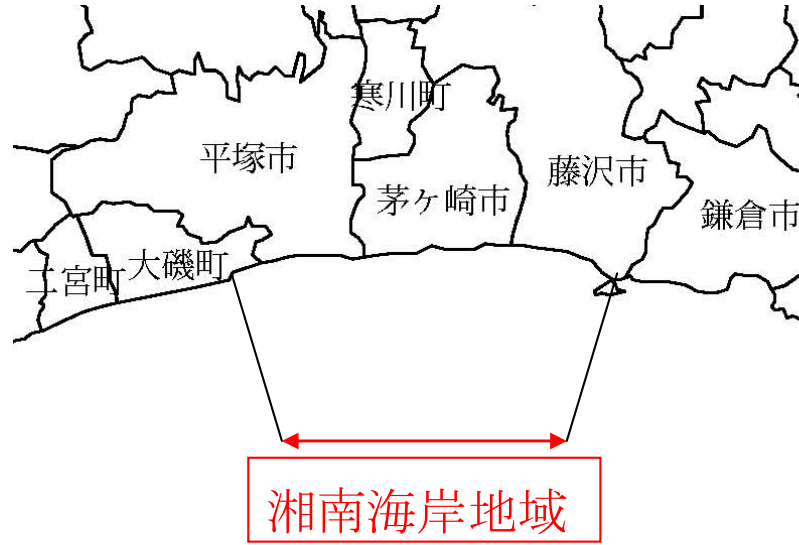 寒川町
平塚市
藤沢市
茅ヶ崎市
鎌倉市
大磯町
二宮町
湘南海岸地域